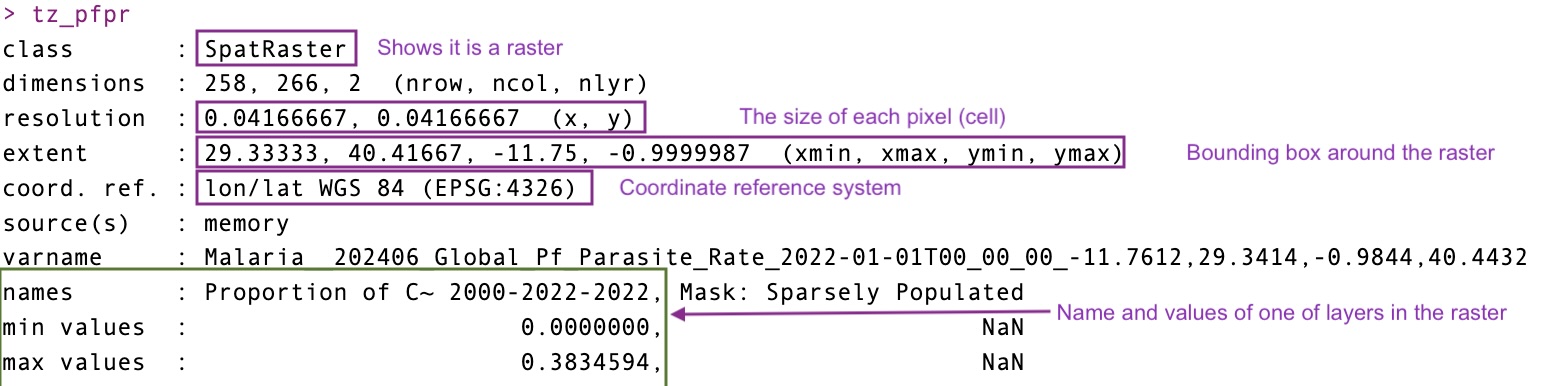 > tz_pfpr
class : SpatRaster Shows it is a raster
dimensions : 258, 266, 2 (nrow, ncol, nlyr)
resolution : 0.04166667, 0.04166667 (x, y) The size of each pixel (cell)
extent : 29.33333, 40.41667, -11.75, -0.9999987 (xmin, xmax, ymin, ymax) Bounding box around the raster
coord. ref. : lon/lat WGS 84 (EPSG:4326) Coordinate reference system
source(s) : memory
varname : Malaria__202406_Global_Pf_Parasite_Rate_2022-01-01T00_00_00_-11.7612,29.3414,-0.9844,40.4432
names : Proportion of C~ 2000-2022-2022, Mask: Sparsely Populated
Name and values of one of layers in the raster
min values : 0.0000000, NaN
max values : 0.3834594, NaN